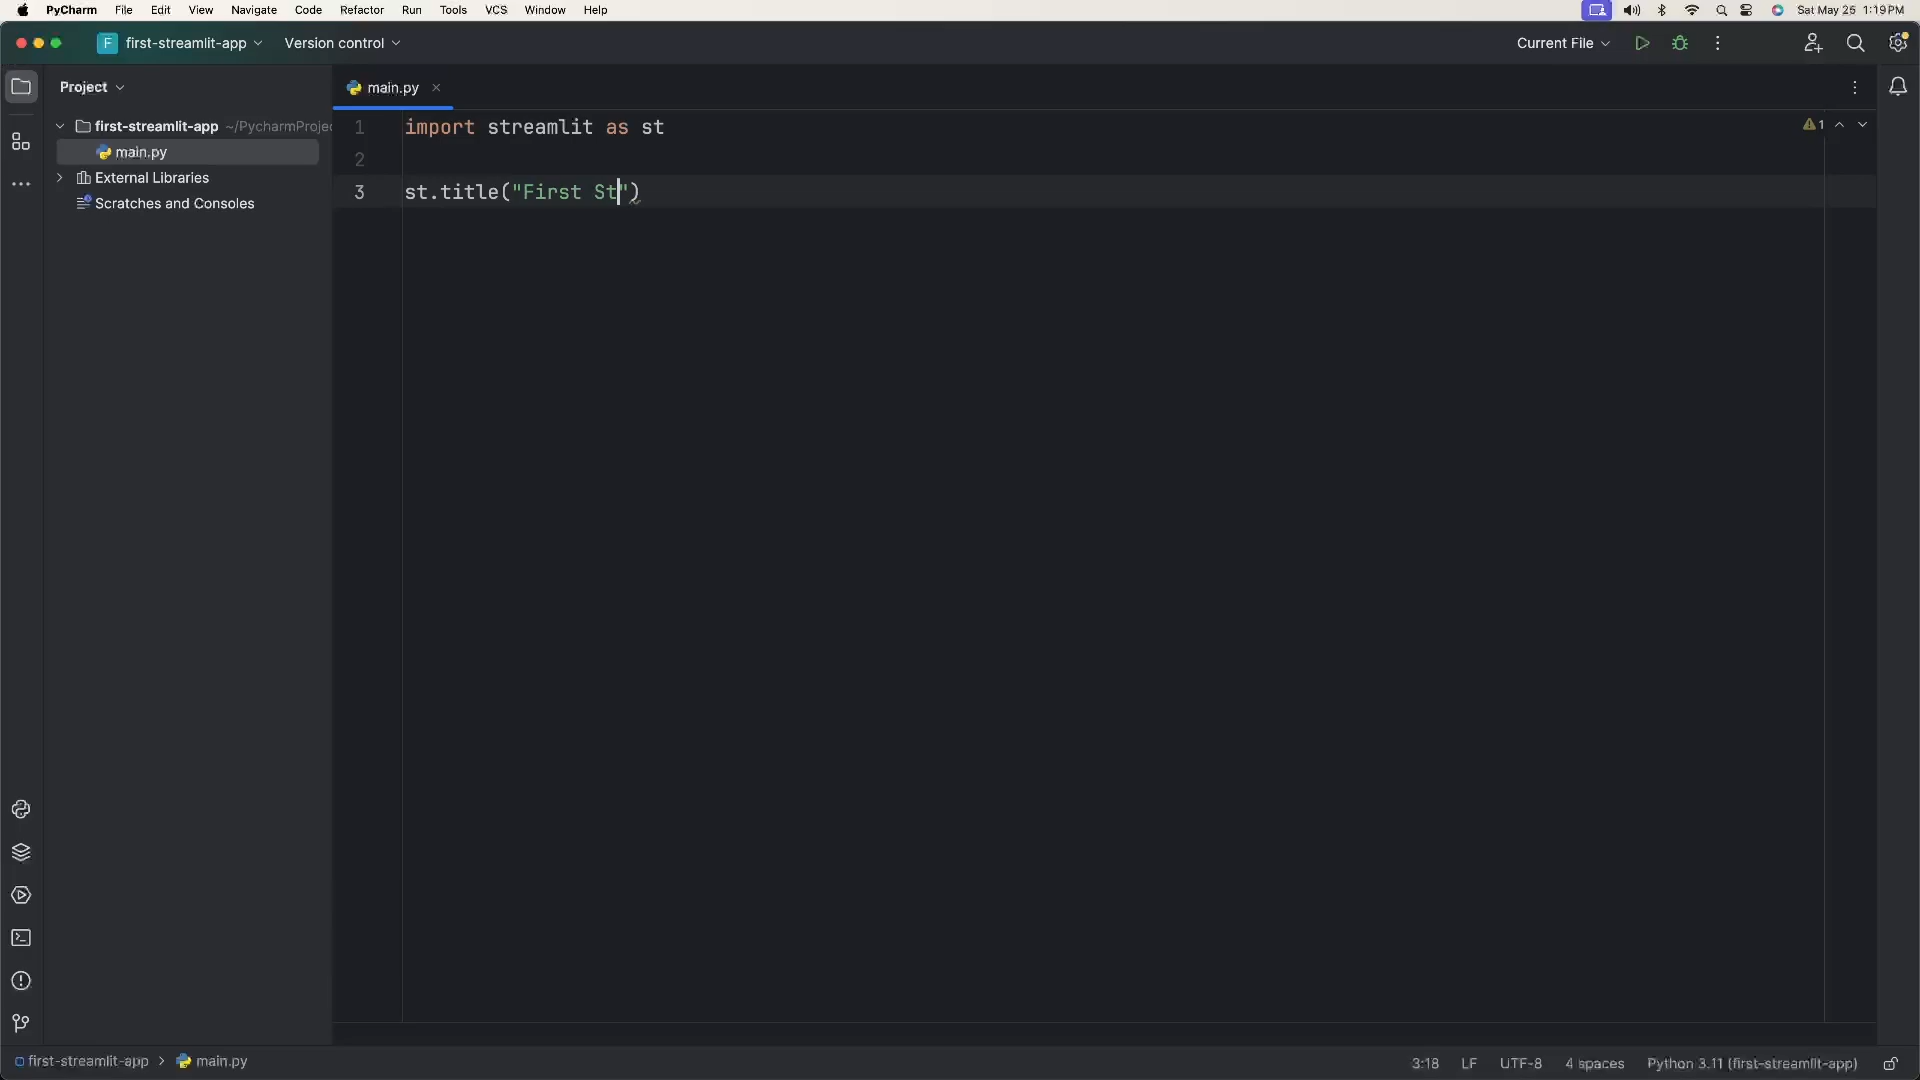 PyCharm File Edit View Navigate Code Refactor Run Tools VCS Window Help Sat May 25 1:19 PM
F first-streamlit-app Version control Current File
Project main.py
first-streamlit-app ~/PycharmProjec
main.py
External Libraries
Scratches and Consoles
1 import streamlit as st
2
3 st.title("First St")
1
first-streamlit-app > main.py 3:18 LF UTF-8 4 spaces Python 3.11 (first-streamlit-app)